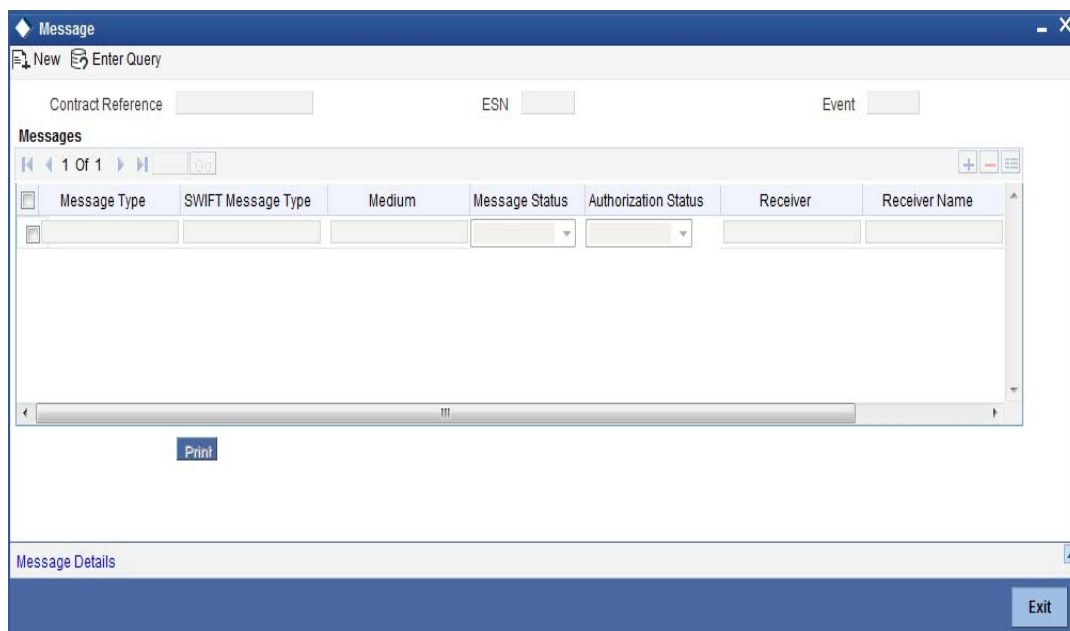 Message
New Enter Query
Contract Reference ESN Event
Messages
1 Of 1 Go
Message Type SWIFT Message Type Medium Message Status Authorization Status Receiver Receiver Name
Print
Message Details
Exit